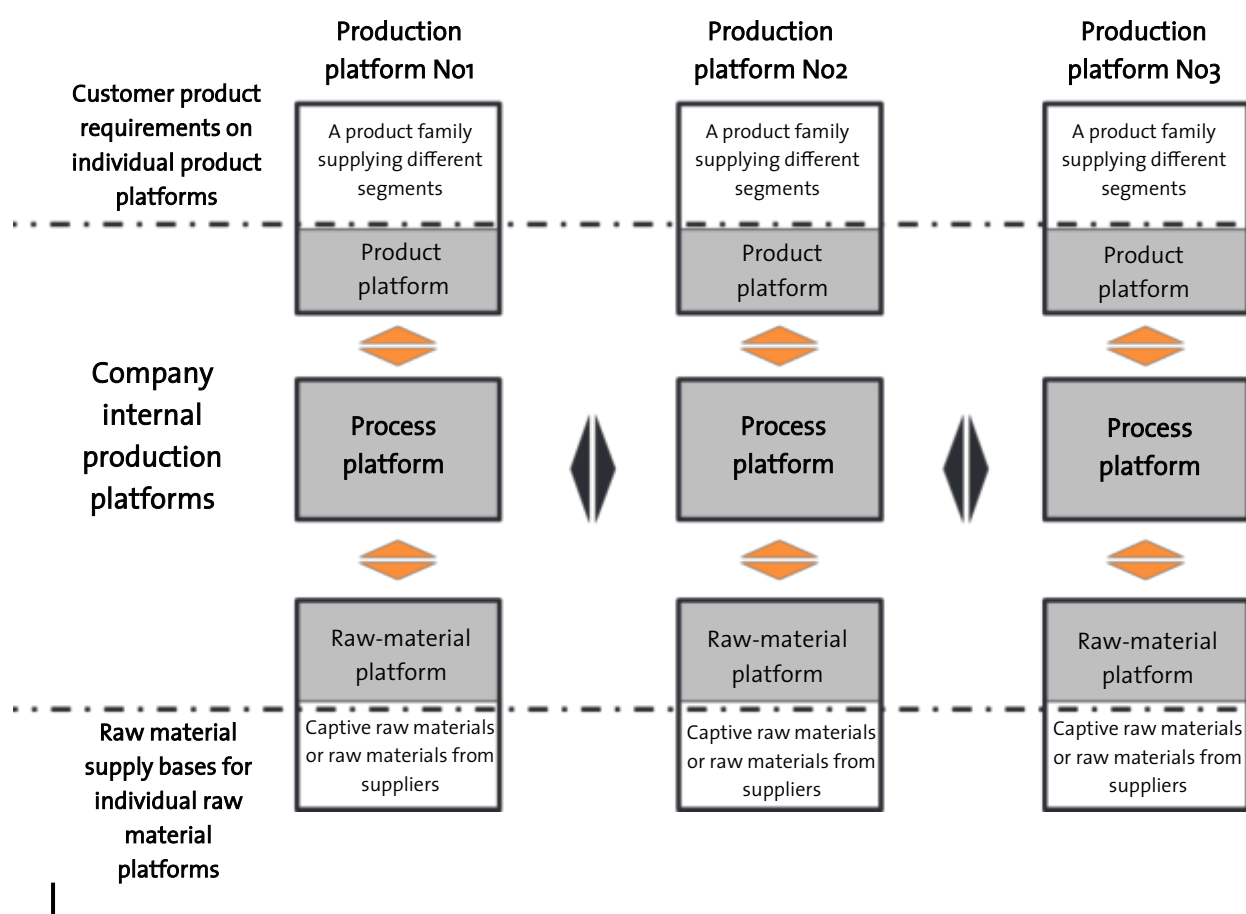 Production
platform No1
Production
platform No2
Production
platform No3
Customer product
requirements on
individual product
platforms
A product family
supplying different
segments
A product family
supplying different
segments
A product family
supplying different
segments
Product
platform
Product
platform
Product
platform
Company
internal
production
platforms
Process
platform
Process
platform
Process
platform
Raw-material
platform
Raw-material
platform
Raw-material
platform
Raw material
supply bases for
individual raw
material
platforms
Captive raw materials
or raw materials from
suppliers
Captive raw materials
or raw materials from
suppliers
Captive raw materials
or raw materials from
suppliers